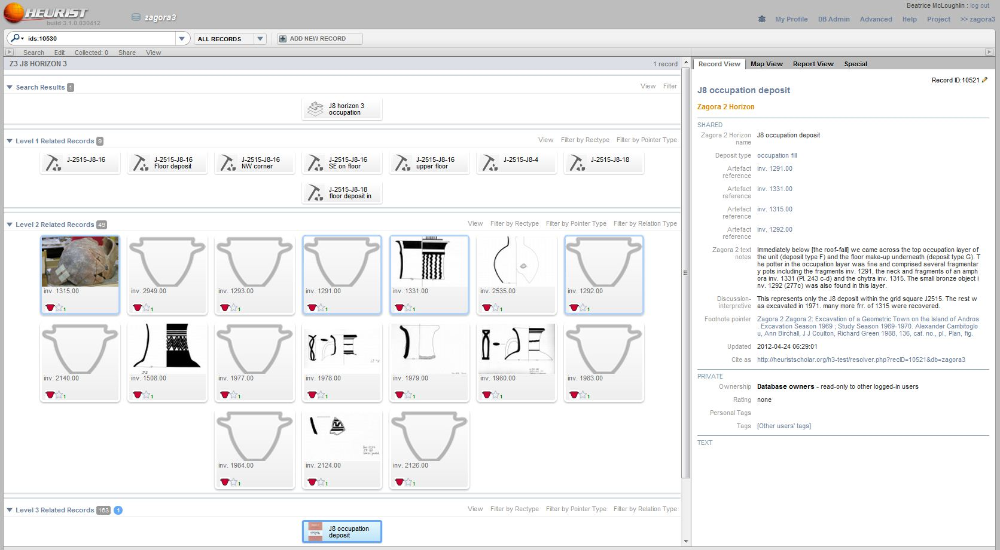 HEURIST
build 3.1.0.030412
zagora3
Beatrice McLoughlin : log out
My Profile DB Admin Advanced Help Project >> zagora3
ids:10530
ALL RECORDS
ADD NEW RECORD
Search Edit Collected: 0 Share View
Z3 J8 HORIZON 3
1 record
Search Results 1
View Filter
J8 horizon 3
occupation
Level 1 Related Records 9
View Filter by Rectype Filter by Pointer Type
J-2515-J8-16
J-2515-J8-16
Floor deposit
J-2515-J8-16
NW corner
J-2515-J8-16
SE on floor
J-2515-J8-16
upper floor
J-2515-J8-4
J-2515-J8-18
J-2515-J8-18
floor deposit in
Level 2 Related Records 49
View Filter by Rectype Filter by Pointer Type Filter by Relation Type
inv. 1315.00
1
inv. 2949.00
1
inv. 1293.00
1
inv. 1291.00
1
inv. 1331.00
1
inv. 2535.00
1
inv. 1292.00
1
inv. 2140.00
1
inv. 1508.00
1
inv. 1977.00
1
inv. 1978.00
1
inv. 1979.00
1
inv. 1980.00
1
inv. 1983.00
1
inv. 1984.00
1
inv. 2124.00
1
inv. 2126.00
1
Level 3 Related Records 163 1
View Filter by Rectype Filter by Pointer Type Filter by Relation Type
J8 occupation
deposit
Record View Map View Report View Special
Record ID:10521
J8 occupation deposit
Zagora 2 Horizon
SHARED
Zagora 2 Horizon name J8 occupation deposit
Deposit type occupation fill
Artefact reference inv. 1291.00
Artefact reference inv. 1331.00
Artefact reference inv. 1315.00
Artefact reference inv. 1292.00
Zagora 2 text notes
Immediately below [the roof-fall] we came across the top occupation layer of
the unit (deposit type F) and the floor make-up underneath (deposit type G). T
he potter in the occupation layer was fine and comprised several fragmentar
y pots including the fragments inv. 1291, the neck and fragments of an amph
ora inv. 1331 (Pl. 243 c-d) and the chytra inv. 1315. The small bronze object i
nv. 1292 (277c) was also found in this layer.
Discussion-interpretive
This represents only the J8 deposit within the grid square J2515. The rest w
as excavated in 1971. many more frr. of 1315 were recovered.
Footnote pointer
Zagora 2 Zagora 2: Excavation of a Geometric Town on the Island of Andros
. Excavation Season 1969 ; Study Season 1969-1970. Alexander Cambitoglo
u, Ann Birchall, J J Coulton, Richard Green 1988, 136, cat. no., pl., Plan, fig.
Updated 2012-04-24 06:29:01
Cite as http://heuristscholar.org/h3-test/resolver.php?recID=10521&db=zagora3
PRIVATE
Ownership Database owners - read-only to other logged-in users
Rating none
Personal Tags
Tags [Other users' tags]
TEXT